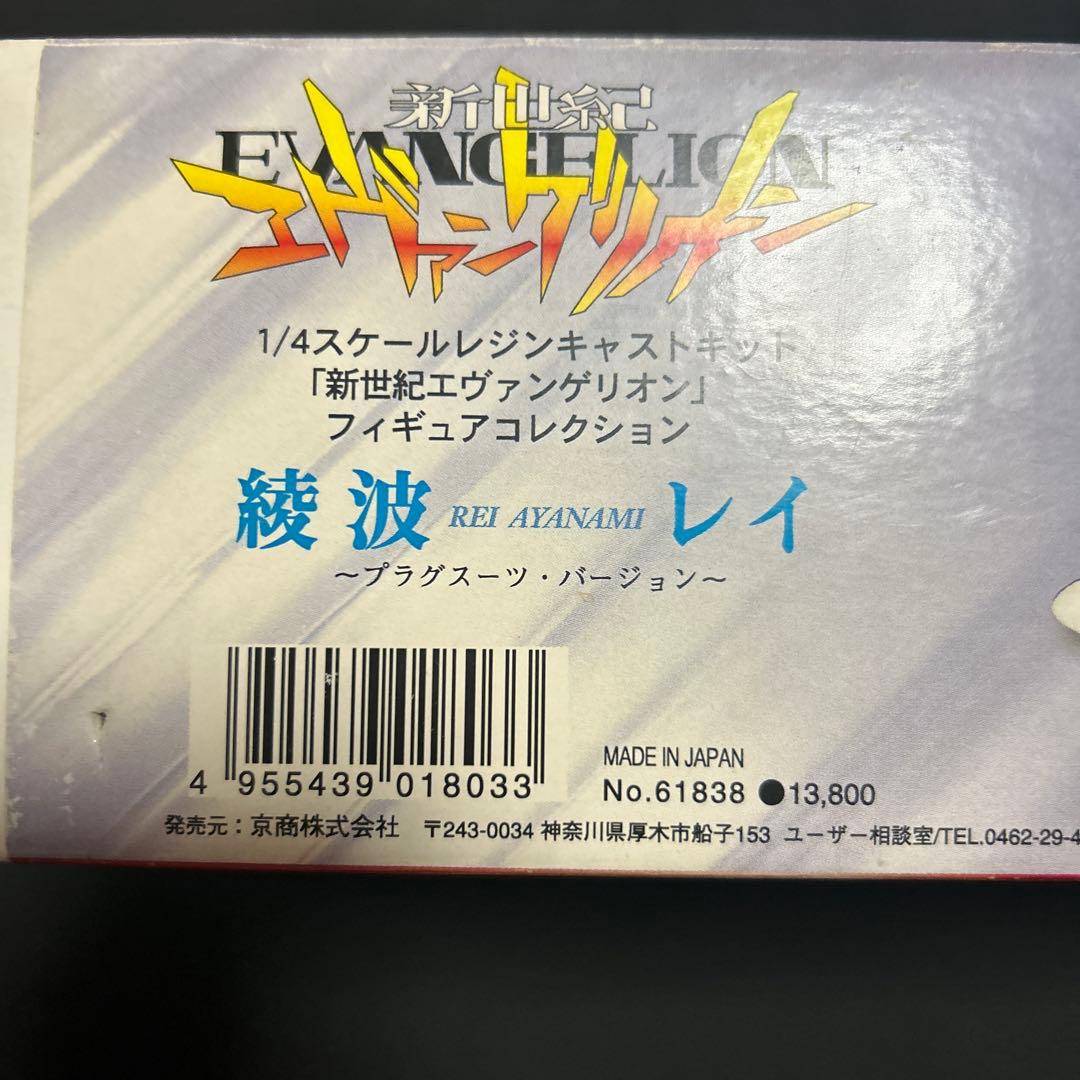 新世紀
EVANGELION
エヴァンゲリオン
1/4スケールレジンキャストキット
「新世紀エヴァンゲリオン」
フィギュアコレクション
綾波 REI AYANAMI レイ
～プラグスーツ・バージョン～
4 955439 018033
MADE IN JAPAN
No.61838 ●13,800
発売元：京商株式会社 〒243-0034 神奈川県厚木市船子153 ユーザー相談室/TEL.0462-29-4